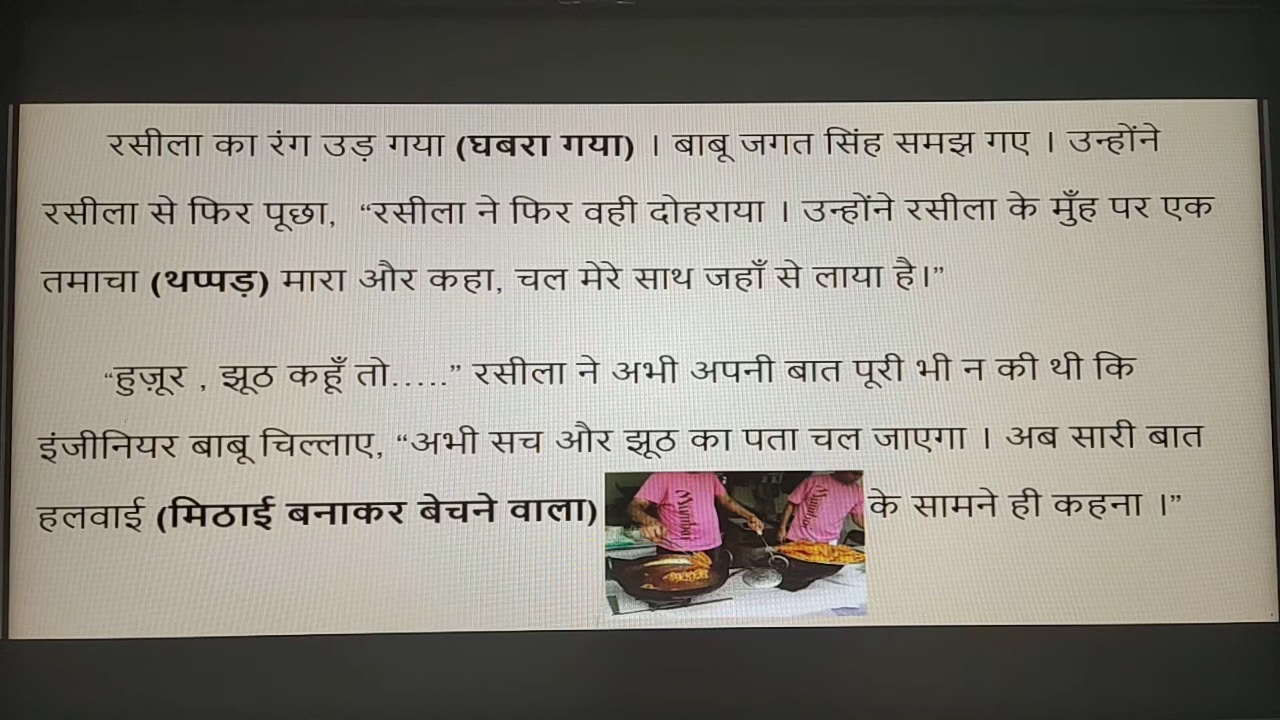 रसीला का रंग उड़ गया (घबरा गया) । बाबू जगत सिंह समझ गए । उन्होंने
रसीला से फिर पूछा, “रसीला ने फिर वही दोहराया । उन्होंने रसीला के मुँह पर एक
तमाचा (थप्पड़) मारा और कहा, चल मेरे साथ जहाँ से लाया है।”
“हुज़ूर , झूठ कहूँ तो.....” रसीला ने अभी अपनी बात पूरी भी न की थी कि
इंजीनियर बाबू चिल्लाए, “अभी सच और झूठ का पता चल जाएगा । अब सारी बात
हलवाई (मिठाई बनाकर बेचने वाला) के सामने ही कहना ।”
Mumbai
Mumbai